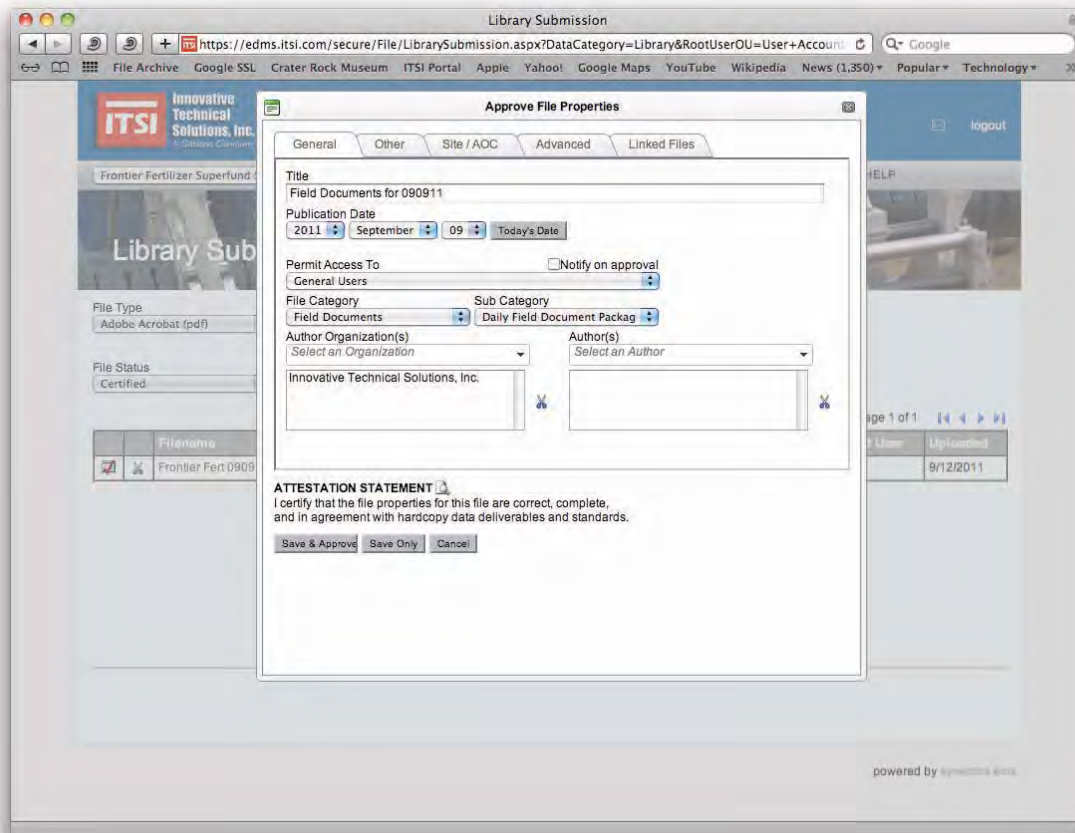 Library Submission
https://edms.itsi.com/secure/File/LibrarySubmission.aspx?DataCategory=Library&RootUserOU=User+Accoun
Google
File Archive Google SSL Crater Rock Museum ITSI Portal Apple Yahoo! Google Maps YouTube Wikipedia News (1,350) Popular Technology
ITSI
Innovative
Technical
Solutions, Inc.
logout
Frontier Fertilizer Superfund
HELP
Library Sub
File Type
Adobe Acrobat (pdf)
File Status
Certified
age 1 of 1
Filename
User
Uploaded
Frontier Fert 0909
9/12/2011
Approve File Properties
General Other Site / AOC Advanced Linked Files
Title
Field Documents for 090911
Publication Date
2011 September 09 Today's Date
Permit Access To Notify on approval
General Users
File Category Sub Category
Field Documents Daily Field Document Packag
Author Organization(s) Author(s)
Select an Organization Select an Author
Innovative Technical Solutions, Inc.
ATTESTATION STATEMENT
I certify that the file properties for this file are correct, complete,
and in agreement with hardcopy data deliverables and standards.
Save & Approve Save Only Cancel
powered by